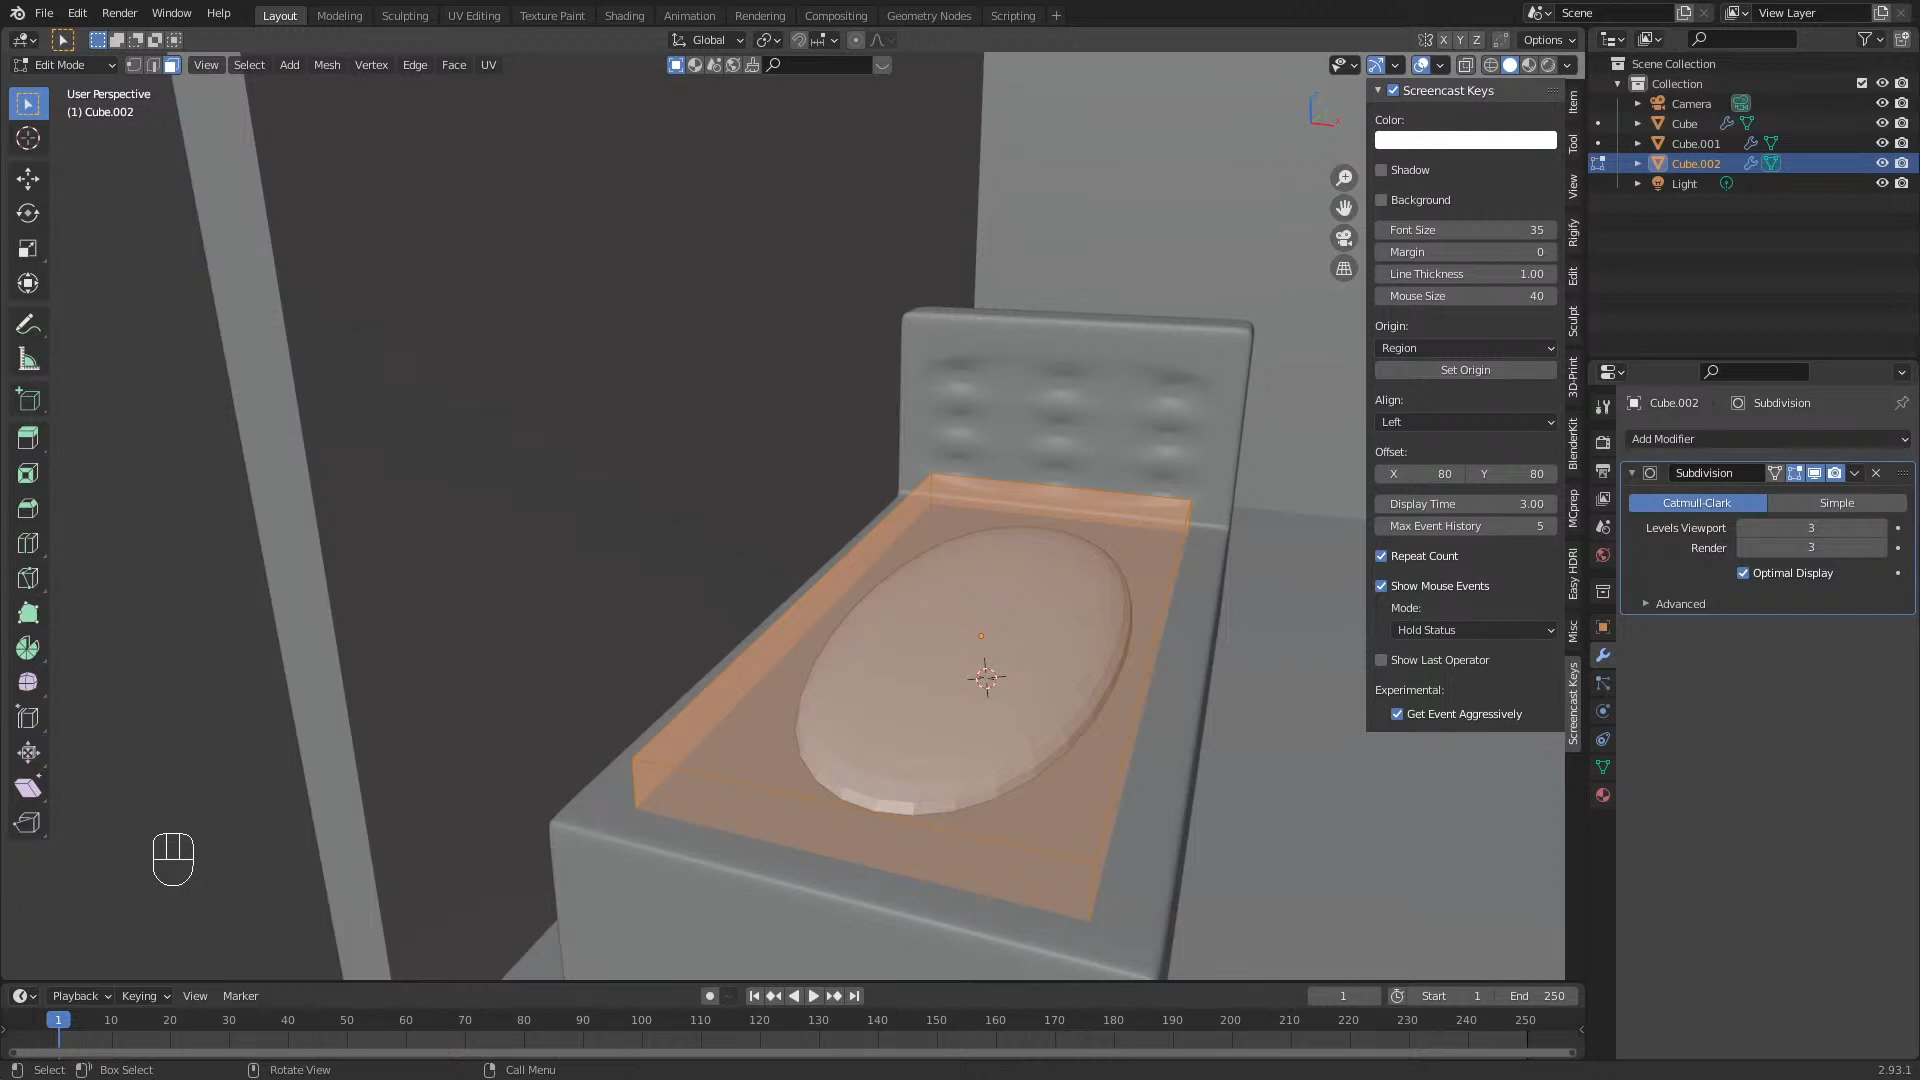 File Edit Render Window Help Layout Modeling Sculpting UV Editing Texture Paint Shading Animation Rendering Compositing Geometry Nodes Scripting Scene View Layer
Global X Y Z Options
Edit Mode View Select Add Mesh Vertex Edge Face UV
User Perspective
(1) Cube.002
Screencast Keys
Color:
Shadow
Background
Font Size 35
Margin 0
Line Thickness 1.00
Mouse Size 40
Origin:
Region
Set Origin
Align:
Left
Offset:
X 80 Y 80
Display Time 3.00
Max Event History 5
Repeat Count
Show Mouse Events
Mode:
Hold Status
Show Last Operator
Experimental:
Get Event Aggressively
Item
Tool
View
Rigify
Edit
Sculpt
3D-Print
BlenderKit
MCprep
Easy HDRI
Misc
Screencast Keys
Z
X
Scene Collection
Collection
Camera
Cube
Cube.001
Cube.002
Light
Cube.002 Subdivision
Add Modifier
Subdivision
Catmull-Clark Simple
Levels Viewport 3
Render 3
Optimal Display
Advanced
Playback Keying View Marker 1 Start 1 End 250
1 10 20 30 40 50 60 70 80 90 100 110 120 130 140 150 160 170 180 190 200 210 220 230 240 250
Select Box Select Rotate View Call Menu 2.93.1